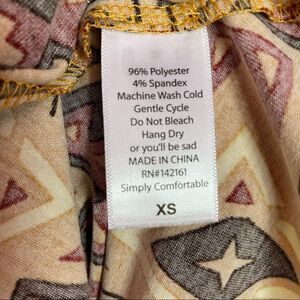 96% Polyester
4% Spandex
Machine Wash Cold
Gentle Cycle
Do Not Bleach
Hang Dry
or you'll be sad
MADE IN CHINA
RN#142161
Simply Comfortable
XS